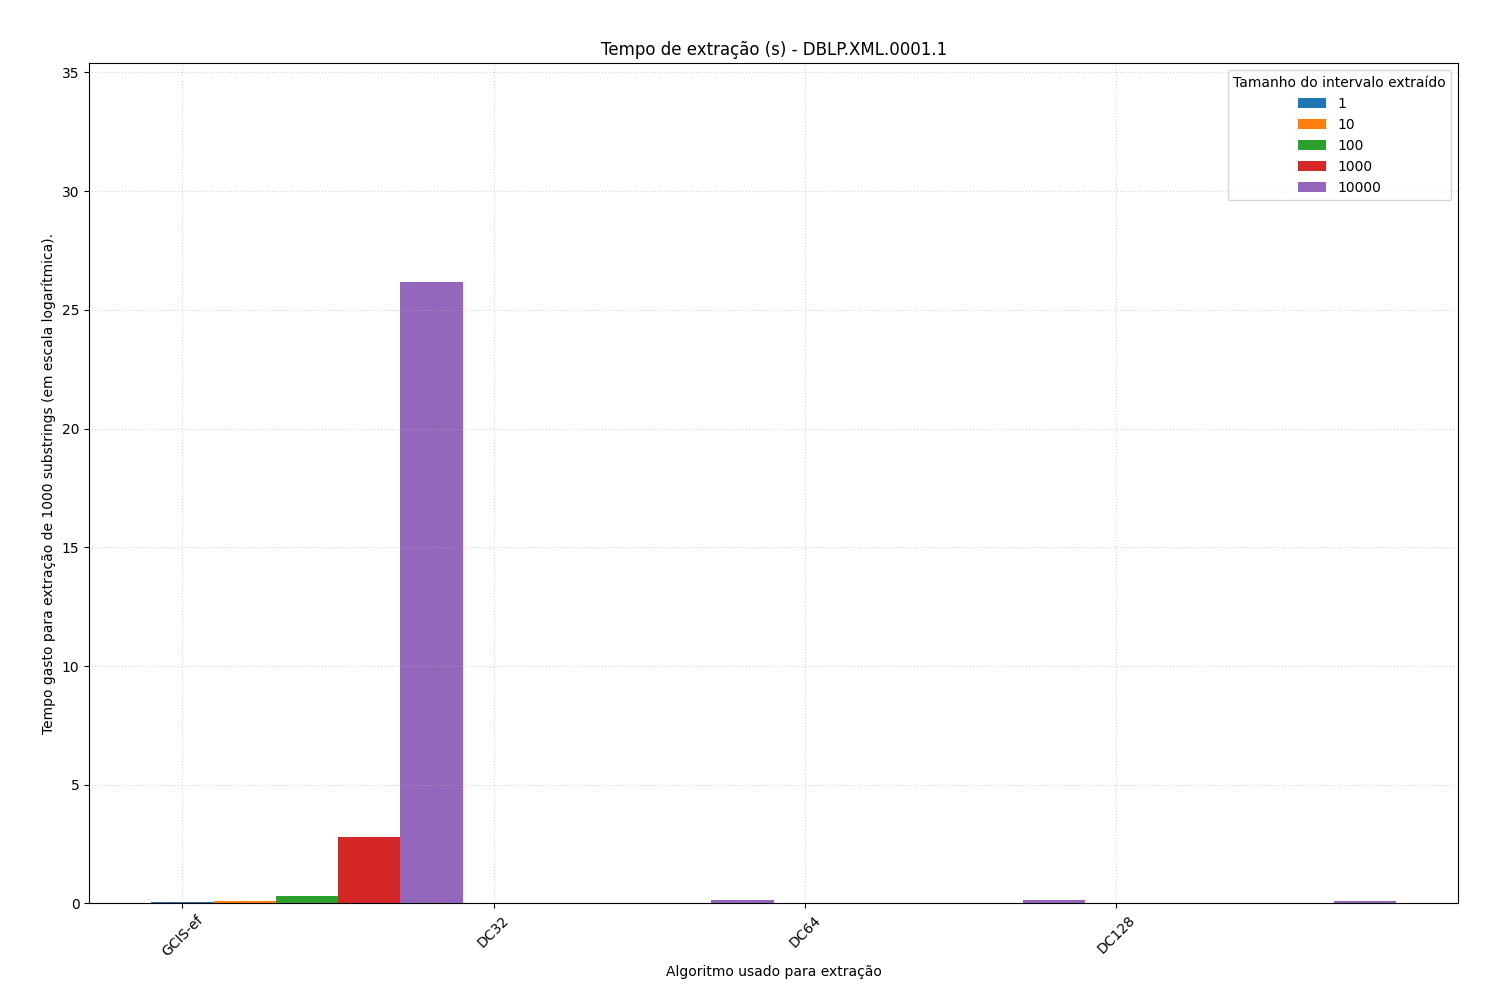 Tempo de extração (s) - DBLP.XML.0001.1
Tamanho do intervalo extraído
1
10
100
1000
10000
Tempo gasto para extração de 1000 substrings (em escala logarítmica).
35
30
25
20
15
10
5
0
GCIS-ef
DC32
DC64
DC128
Algoritmo usado para extração